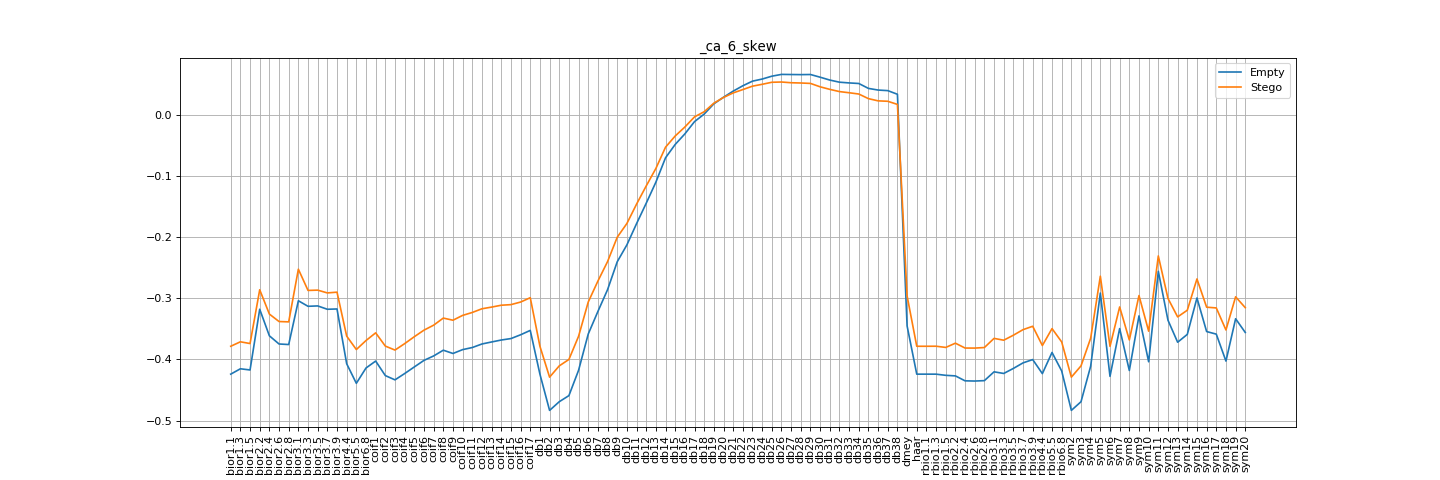 _ca_6_skew
Empty
Stego
0.0
−0.1
−0.2
−0.3
−0.4
−0.5
bior1.1
bior1.3
bior1.5
bior2.2
bior2.4
bior2.6
bior2.8
bior3.1
bior3.3
bior3.5
bior3.7
bior3.9
bior4.4
bior5.5
bior6.8
coif1
coif2
coif3
coif4
coif5
coif6
coif7
coif8
coif9
coif10
coif11
coif12
coif13
coif14
coif15
coif16
coif17
db1
db2
db3
db4
db5
db6
db7
db8
db9
db10
db11
db12
db13
db14
db15
db16
db17
db18
db19
db20
db21
db22
db23
db24
db25
db26
db27
db28
db29
db30
db31
db32
db33
db34
db35
db36
db37
db38
dmey
haar
rbio1.1
rbio1.3
rbio1.5
rbio2.2
rbio2.4
rbio2.6
rbio2.8
rbio3.1
rbio3.3
rbio3.5
rbio3.7
rbio3.9
rbio4.4
rbio5.5
rbio6.8
sym2
sym3
sym4
sym5
sym6
sym7
sym8
sym9
sym10
sym11
sym12
sym13
sym14
sym15
sym16
sym17
sym18
sym19
sym20